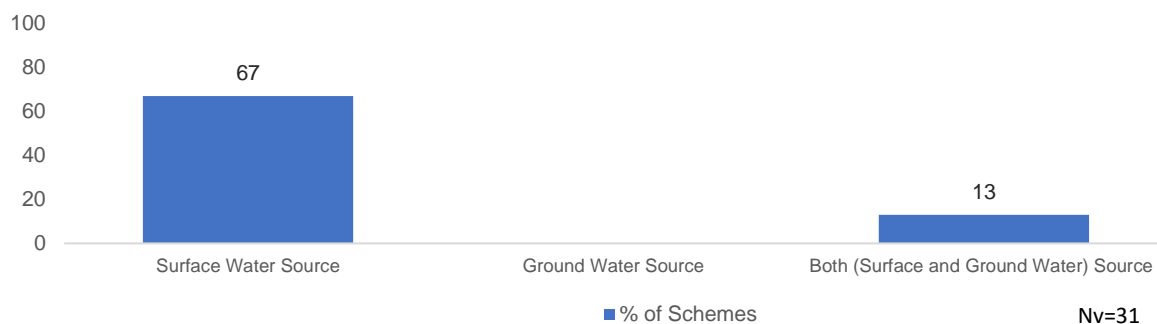 100
80
60
40
20
0
67
13
Surface Water Source
Ground Water Source
Both (Surface and Ground Water) Source
% of Schemes
Nv=31